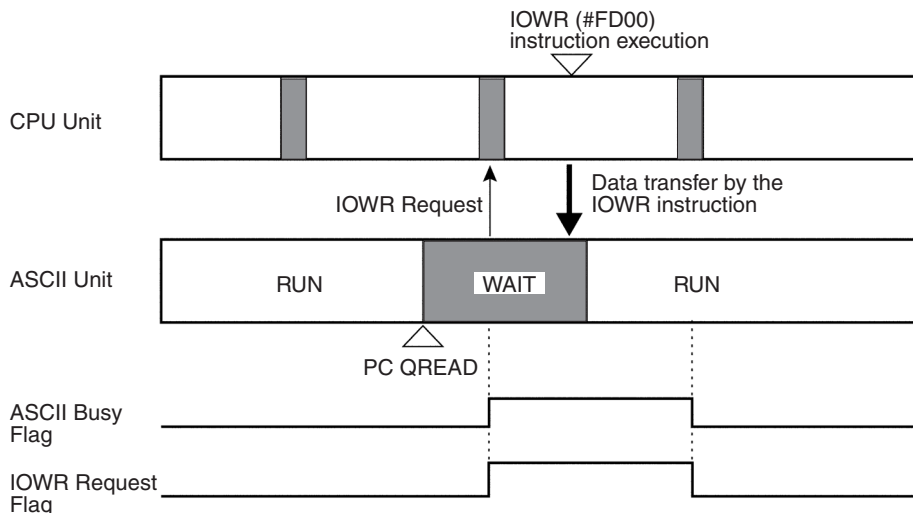 IOWR (#FD00)
instruction execution
CPU Unit
IOWR Request
Data transfer by the
IOWR instruction
ASCII Unit
RUN
WAIT
RUN
PC QREAD
ASCII Busy
Flag
IOWR Request
Flag